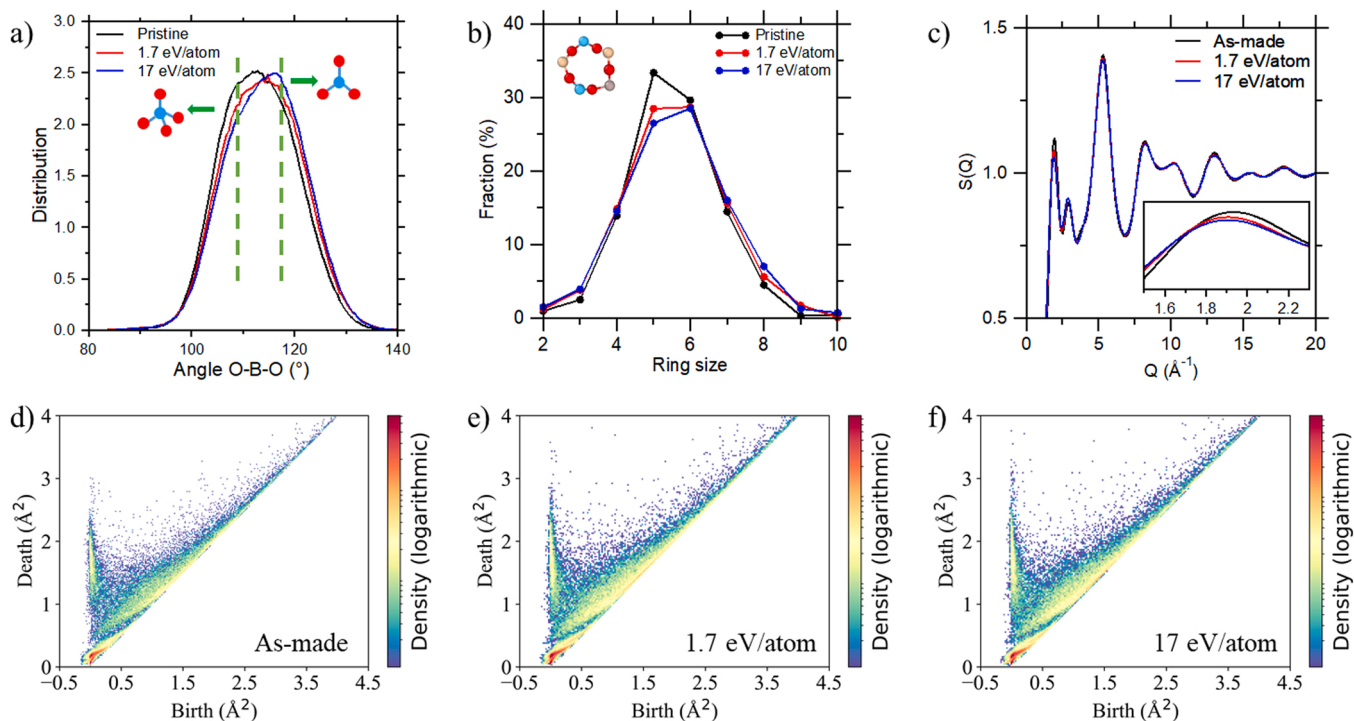 a)
Pristine
1.7 eV/atom
17 eV/atom
3.0
2.5
2.0
1.5
1.0
0.5
0.0
Distribution
80
100
120
140
Angle O-B-O (°)
b)
Pristine
1.7 eV/atom
17 eV/atom
40
30
20
10
0
Fraction (%)
2
4
6
8
10
Ring size
c)
As-made
1.7 eV/atom
17 eV/atom
1.5
1.0
0.5
S(Q)
1.6
1.8
2
2.2
0
5
10
15
20
Q (Å⁻¹)
d)
4
3
2
1
0
Death (Å²)
As-made
−0.5
0.5
1.5
2.5
3.5
4.5
Birth (Å²)
Density (logarithmic)
e)
4
3
2
1
0
Death (Å²)
1.7 eV/atom
−0.5
0.5
1.5
2.5
3.5
4.5
Birth (Å²)
Density (logarithmic)
f)
4
3
2
1
0
Death (Å²)
17 eV/atom
−0.5
0.5
1.5
2.5
3.5
4.5
Birth (Å²)
Density (logarithmic)